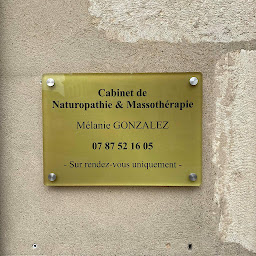 Cabinet de
Naturopathie & Massothérapie
Mélanie GONZALEZ
07 87 52 16 05
- Sur rendez-vous uniquement -